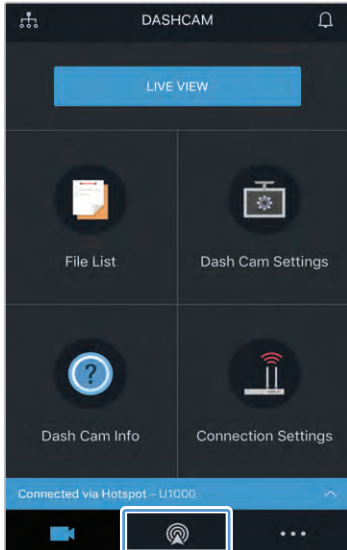 DASHCAM
LIVE VIEW
File List
Dash Cam Settings
Dash Cam Info
Connection Settings
Connected via Hotspot - U1000